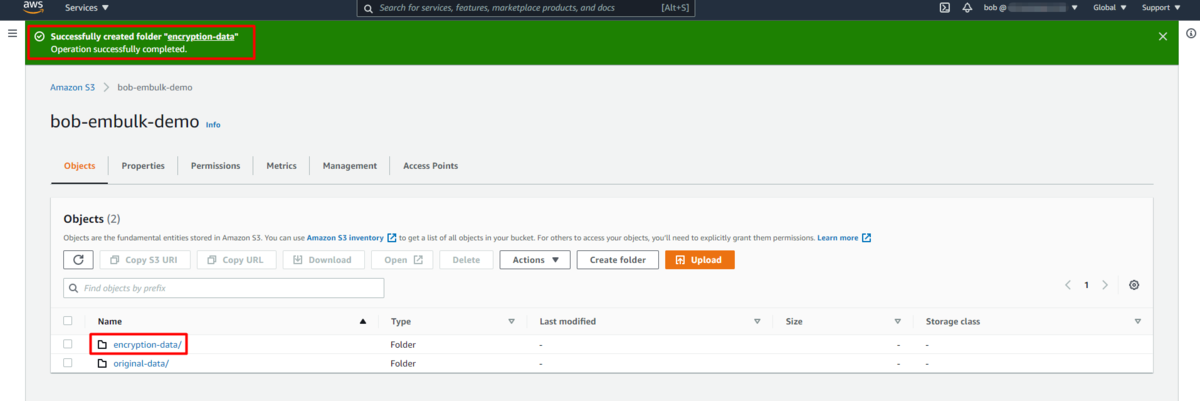 aws
Services ▼
Search for services, features, marketplace products, and docs [Alt+S]
bob @ ▼ Global ▼ Support ▼
Successfully created folder "encryption-data"
Operation successfully completed.
Amazon S3 > bob-embulk-demo
bob-embulk-demo Info
Objects Properties Permissions Metrics Management Access Points
Objects (2)
Objects are the fundamental entities stored in Amazon S3. You can use Amazon S3 inventory to get a list of all objects in your bucket. For others to access your objects, you'll need to explicitly grant them permissions. Learn more
Copy S3 URI Copy URL Download Open Delete Actions ▼ Create folder Upload
Find objects by prefix
< 1 >
Name ▲ Type Last modified Size Storage class
encryption-data/ Folder - - -
original-data/ Folder - - -